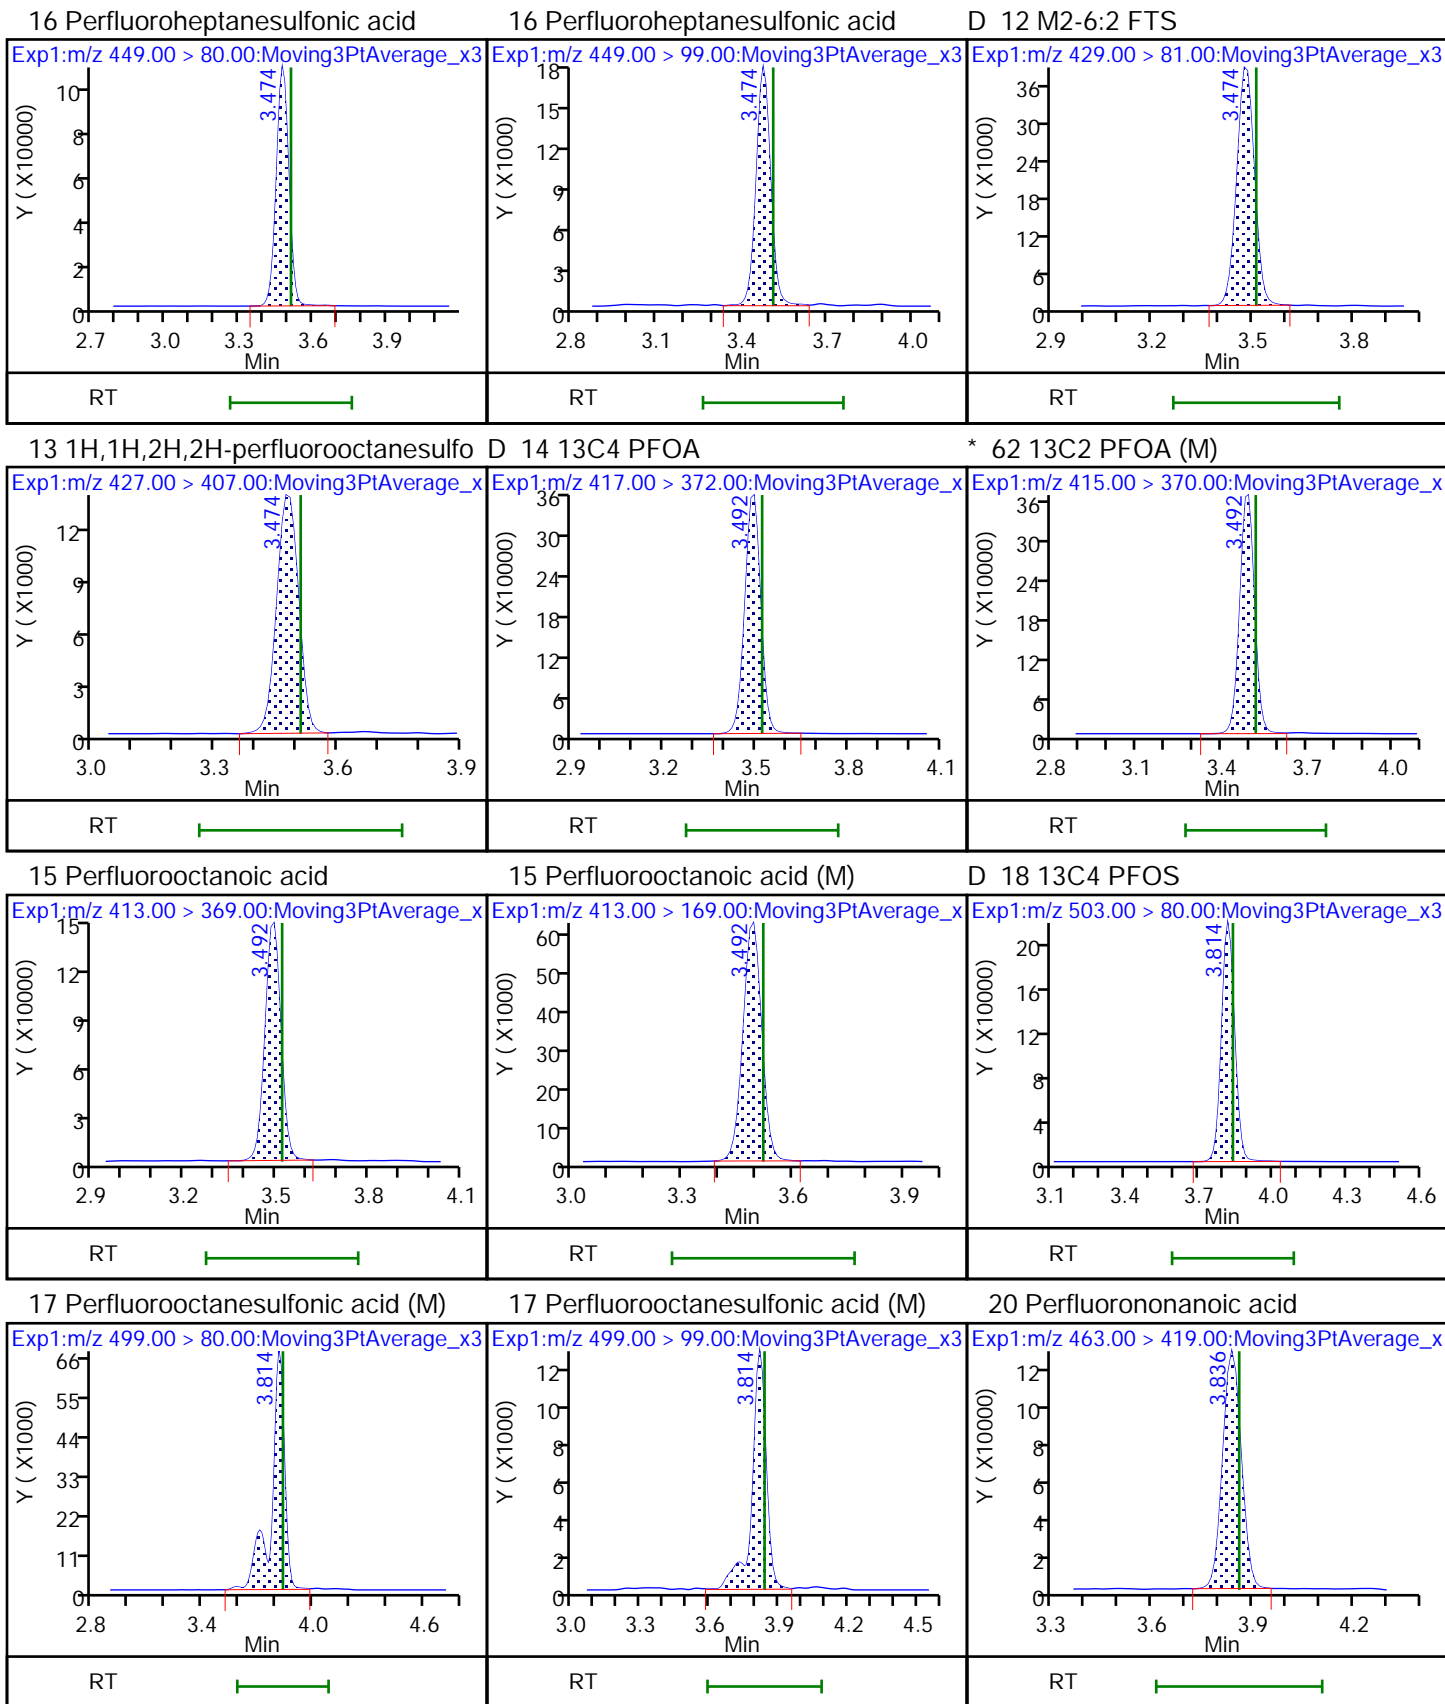 16 Perfluoroheptanesulfonic acid
Exp1:m/z 449.00 > 80.00:Moving3PtAverage_x3
3.474
Y ( X10000)
10
8
6
4
2
0
2.7 3.0 3.3 3.6 3.9
Min
RT
16 Perfluoroheptanesulfonic acid
Exp1:m/z 449.00 > 99.00:Moving3PtAverage_x3
3.474
Y ( X1000)
18
15
12
9
6
3
0
2.8 3.1 3.4 3.7 4.0
Min
RT
D 12 M2-6:2 FTS
Exp1:m/z 429.00 > 81.00:Moving3PtAverage_x3
3.474
Y ( X1000)
36
30
24
18
12
6
0
2.9 3.2 3.5 3.8
Min
RT
13 1H,1H,2H,2H-perfluorooctanesulfo
Exp1:m/z 427.00 > 407.00:Moving3PtAverage_x
3.474
Y ( X10000)
12
9
6
3
0
3.0 3.3 3.6 3.9
Min
RT
D 14 13C4 PFOA
Exp1:m/z 417.00 > 372.00:Moving3PtAverage_x
3.492
Y ( X10000)
36
30
24
18
12
6
0
2.9 3.2 3.5 3.8 4.1
Min
RT
* 62 13C2 PFOA (M)
Exp1:m/z 415.00 > 370.00:Moving3PtAverage_x
3.492
Y ( X10000)
36
30
24
18
12
6
0
2.8 3.1 3.4 3.7 4.0
Min
RT
15 Perfluorooctanoic acid
Exp1:m/z 413.00 > 369.00:Moving3PtAverage_x
3.492
Y ( X10000)
15
12
9
6
3
0
2.9 3.2 3.5 3.8 4.1
Min
RT
15 Perfluorooctanoic acid (M)
Exp1:m/z 413.00 > 169.00:Moving3PtAverage_x
3.492
Y ( X1000)
60
50
40
30
20
10
0
3.0 3.3 3.6 3.9
Min
RT
D 18 13C4 PFOS
Exp1:m/z 503.00 > 80.00:Moving3PtAverage_x3
3.814
Y ( X10000)
20
16
12
8
4
0
3.1 3.4 3.7 4.0 4.3 4.6
Min
RT
17 Perfluorooctanesulfonic acid (M)
Exp1:m/z 499.00 > 80.00:Moving3PtAverage_x3
3.814
Y ( X1000)
66
55
44
33
22
11
0
2.8 3.4 4.0 4.6
Min
RT
17 Perfluorooctanesulfonic acid (M)
Exp1:m/z 499.00 > 99.00:Moving3PtAverage_x3
3.814
Y ( X1000)
12
10
8
6
4
2
0
3.0 3.3 3.6 3.9 4.2 4.5
Min
RT
20 Perfluorononanoic acid
Exp1:m/z 463.00 > 419.00:Moving3PtAverage_x
3.836
Y ( X10000)
12
10
8
6
4
2
0
3.3 3.6 3.9 4.2
Min
RT